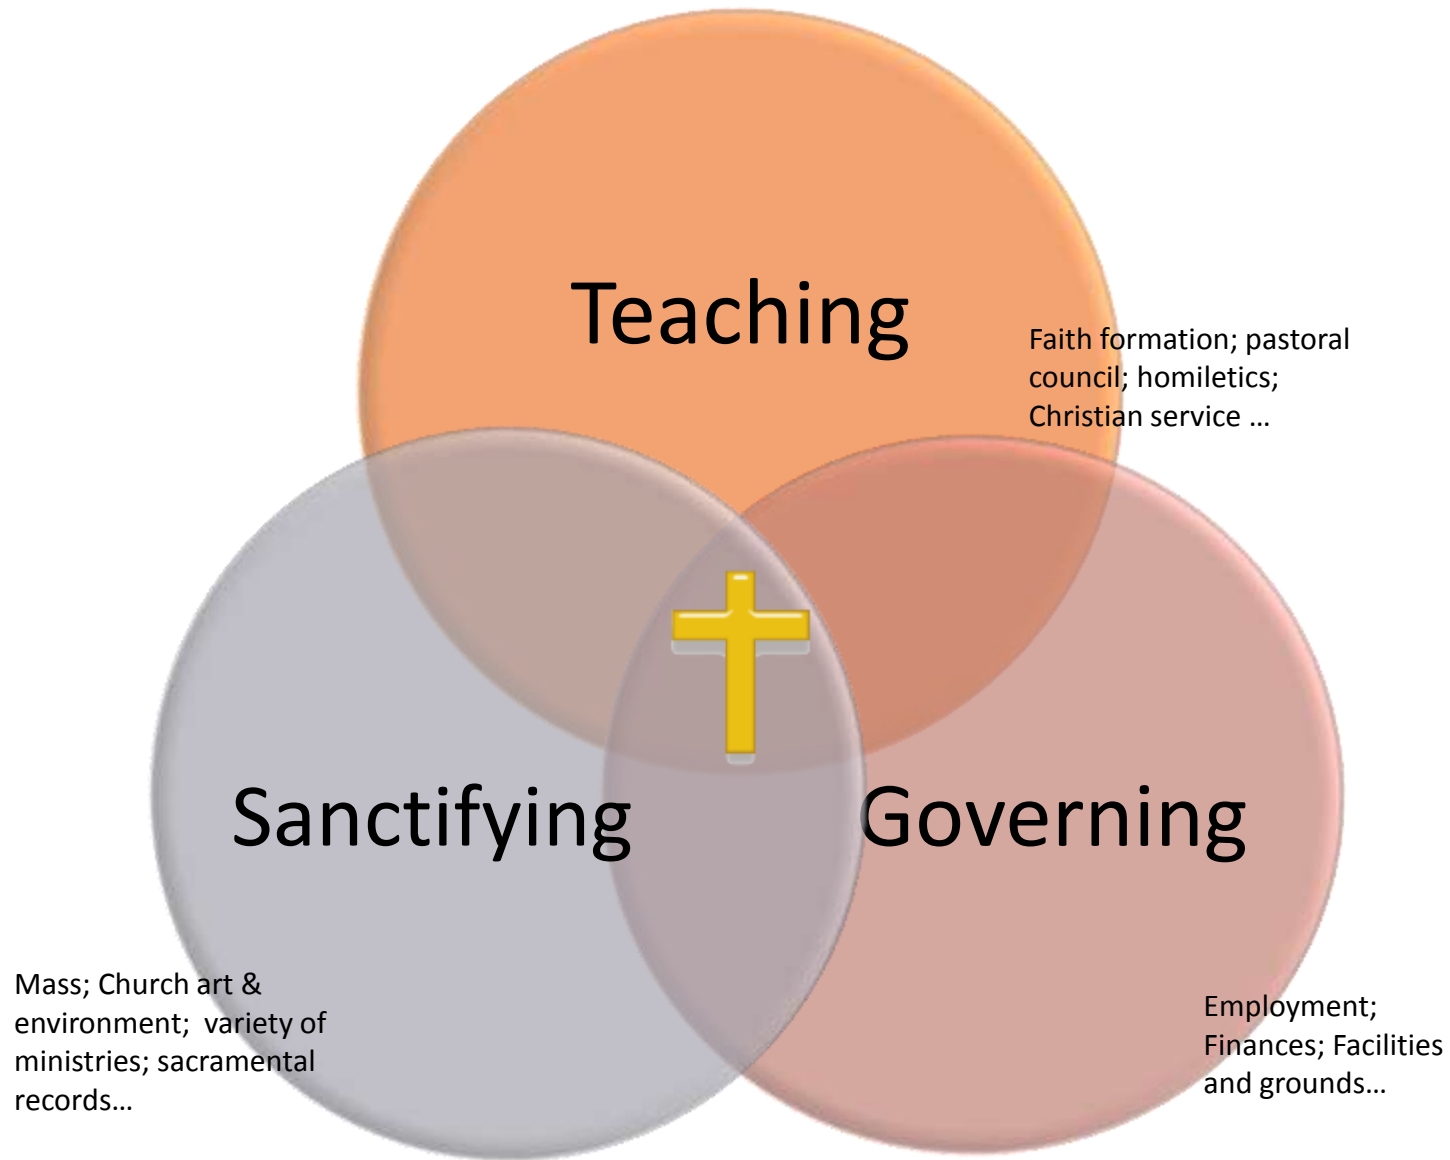 Teaching
Faith formation; pastoral
council; homiletics;
Christian service ...
Sanctifying
Governing
Mass; Church art &
environment;  variety of
ministries; sacramental
records...
Employment;
Finances; Facilities
and grounds...